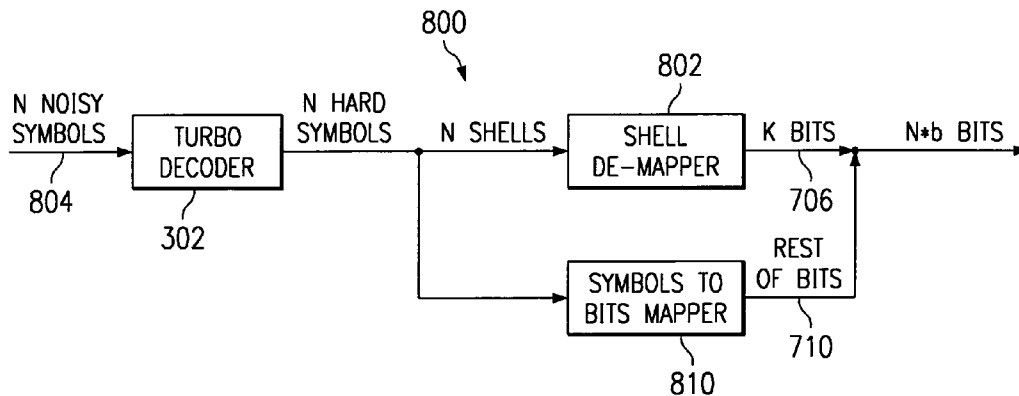 800
N NOISY
SYMBOLS
804
TURBO
DECODER
302
N HARD
SYMBOLS
N SHELLS
802
SHELL
DE-MAPPER
K BITS
706
N*b BITS
SYMBOLS TO
BITS MAPPER
810
REST
OF BITS
710